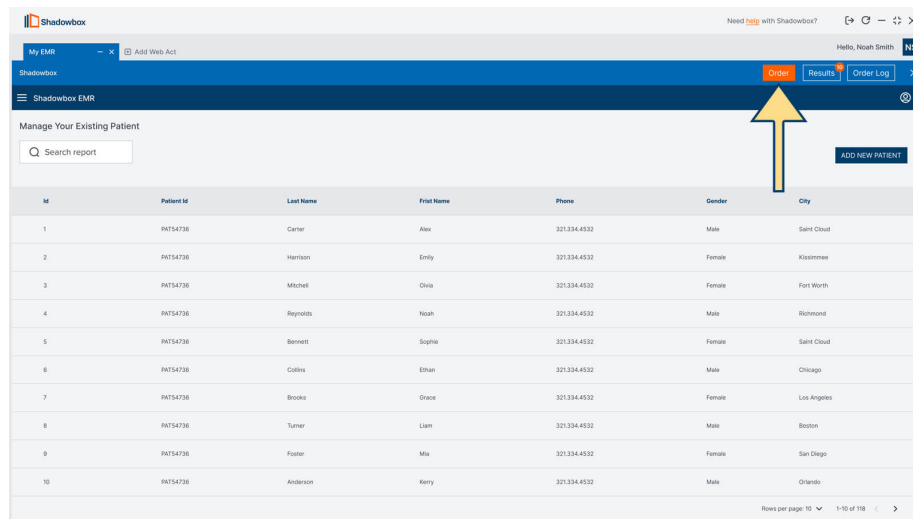 Shadowbox
Need help with Shadowbox?
My EMR
Add Web Act
Hello, Noah Smith
Shadowbox
Order
Results
Order Log
Shadowbox EMR
Manage Your Existing Patient
Search report
ADD NEW PATIENT
Id Patient Id Last Name Frist Name Phone Gender City
1 PAT54736 Carter Alex 321.334.4532 Male Saint Cloud
2 PAT54736 Harrison Emily 321.334.4532 Female Kissimmee
3 PAT54736 Mitchell Olvia 321.334.4532 Female Fort Worth
4 PAT54736 Reynolds Noah 321.334.4532 Male Richmond
5 PAT54736 Bennett Sophie 321.334.4532 Female Saint Cloud
6 PAT54736 Collins Ethan 321.334.4532 Male Chicago
7 PAT54736 Brooks Grace 321.334.4532 Female Los Angeles
8 PAT54736 Turner Liam 321.334.4532 Male Boston
9 PAT54736 Foster Mia 321.334.4532 Female San Diego
10 PAT54736 Anderson Kerry 321.334.4532 Male Orlando
Rows per page: 10 1-10 of 118